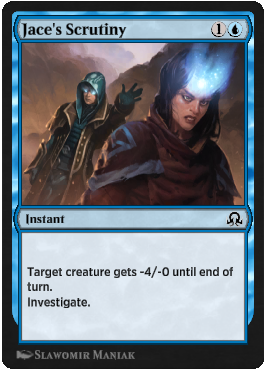 Jace's Scrutiny 1
Instant
Target creature gets -4/-0 until end of
turn.
Investigate.
SLAWOMIR MANIAK